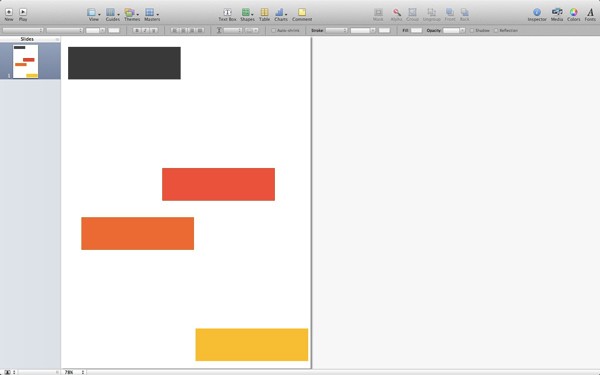 New Play View Guides Themes Masters Text Box Shapes Table Charts Comment Mask Alpha Group Ungroup Front Back Inspector Media Colors Fonts
B I U Auto-shrink Stroke: Fill: Opacity: Shadow Reflection
Slides
1
78%